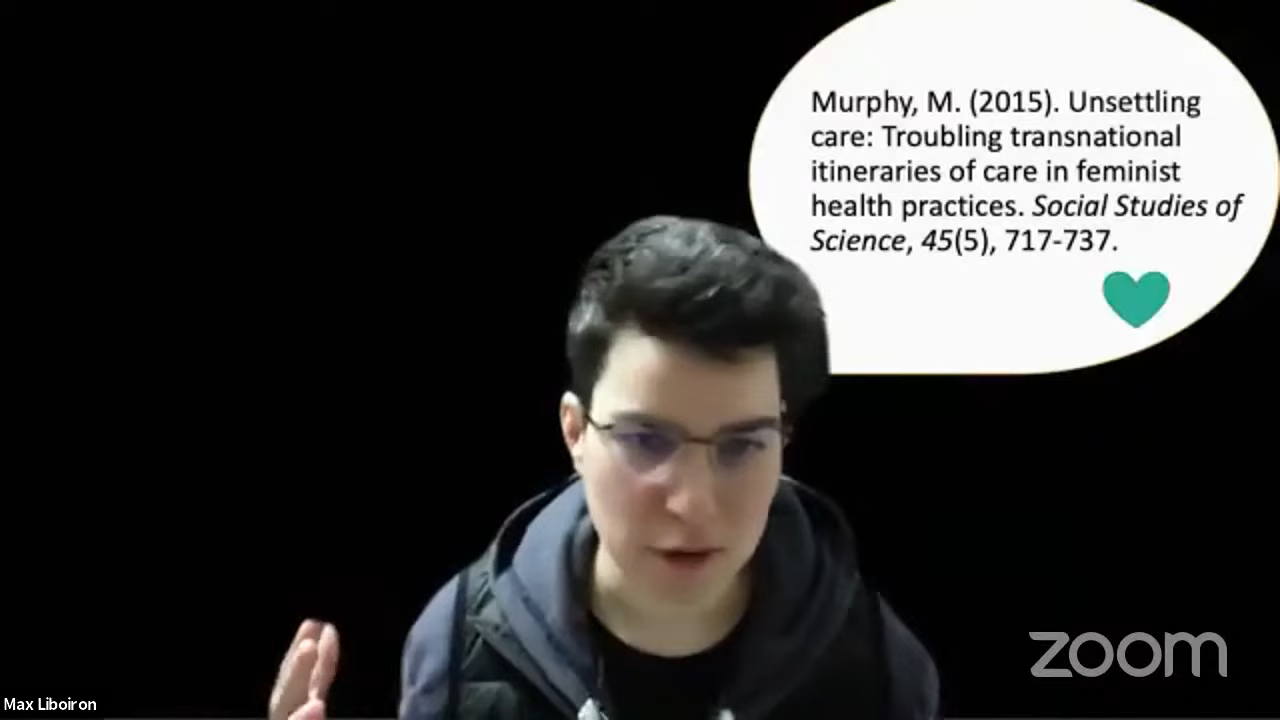 Murphy, M. (2015). Unsettling
care: Troubling transnational
itineraries of care in feminist
health practices. Social Studies of
Science, 45(5), 717-737.
zoom
Max Liboiron